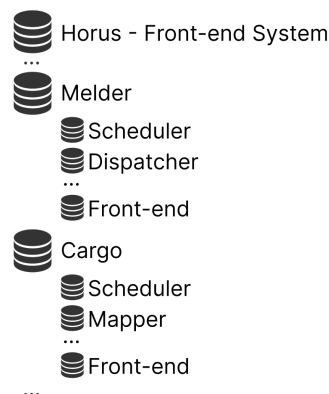 Horus - Front-end System
...
Melder
Scheduler
Dispatcher
...
Front-end
Cargo
Scheduler
Mapper
...
Front-end
...